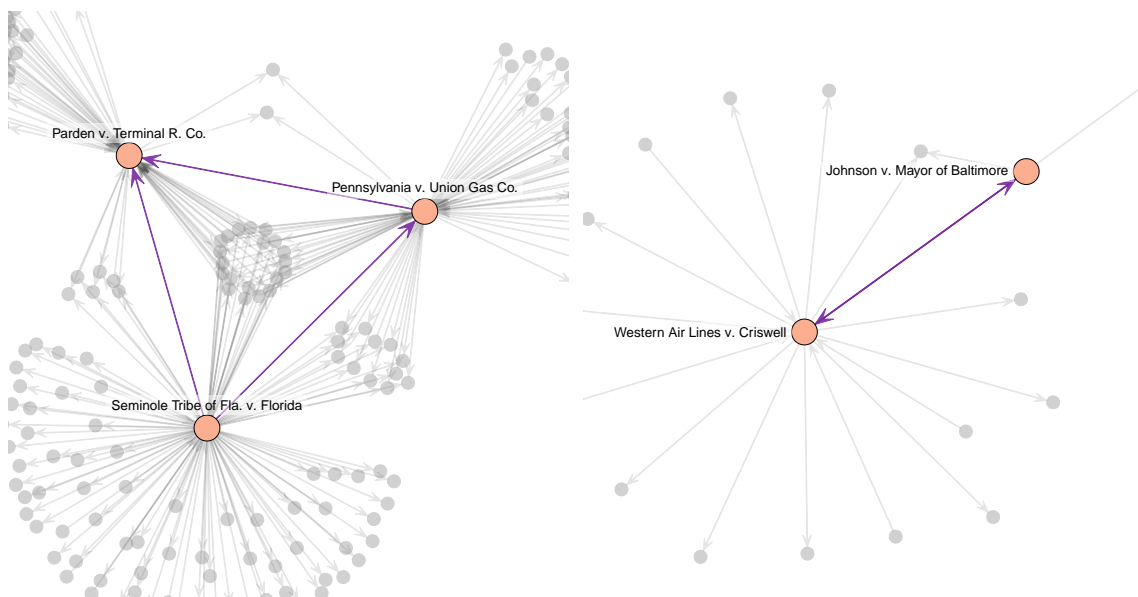 Parden v. Terminal R. Co.
Pennsylvania v. Union Gas Co.
Seminole Tribe of Fla. v. Florida
Johnson v. Mayor of Baltimore
Western Air Lines v. Criswell